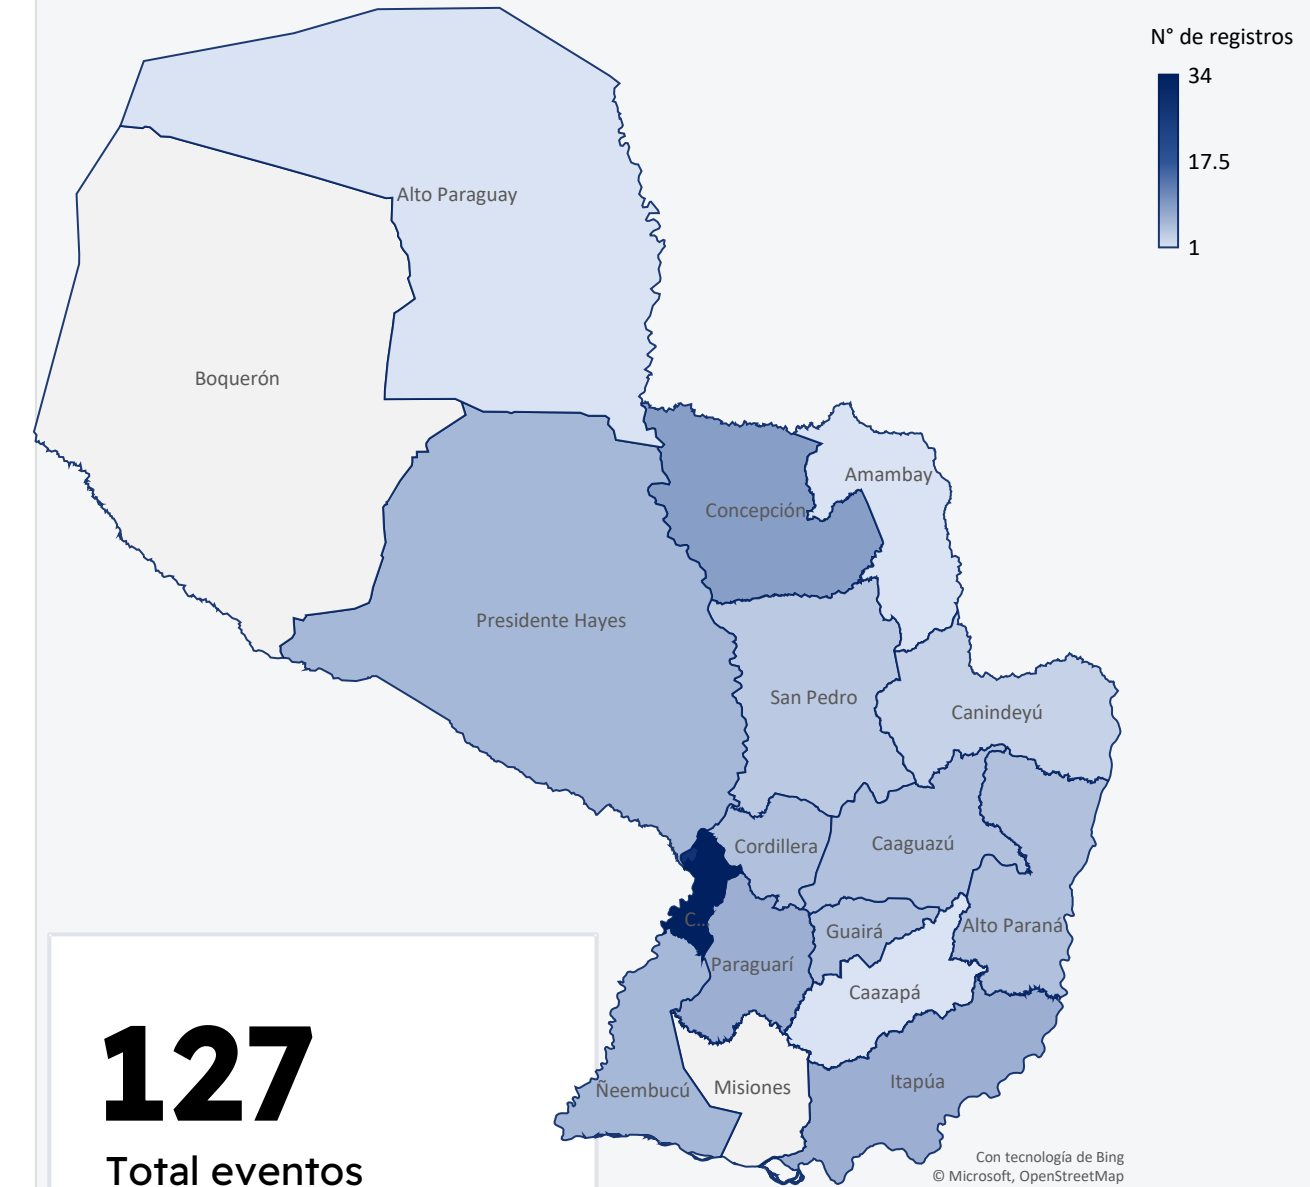 N° de registros
34
17.5
1
Alto Paraguay
Boquerón
Amambay
Concepción
Presidente Hayes
San Pedro
Canindeyú
Cordillera
Caaguazú
C...
Guairá
Alto Paraná
Paraguarí
Caazapá
Itapúa
Ñeembucú
Misiones
127
Total eventos
Con tecnología de Bing
© Microsoft, OpenStreetMap